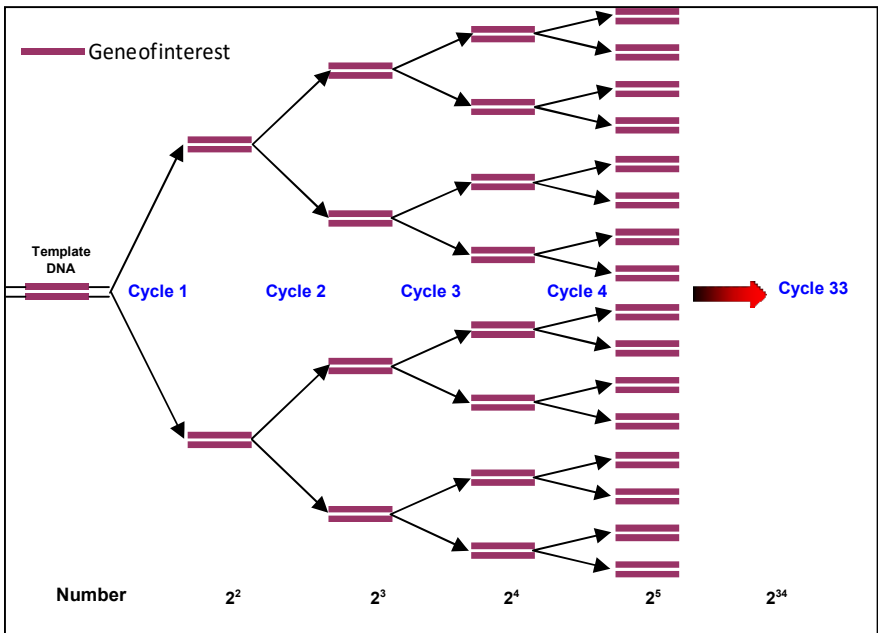 Geneofinterest
Template
DNA
Cycle 1 Cycle 2 Cycle 3 Cycle 4 Cycle 33
Number 2² 2³ 2⁴ 2⁵ 2³⁴